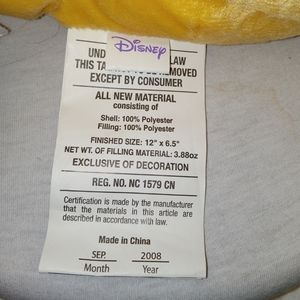 Disney
UND LAW
THIS TA REMOVED
EXCEPT BY CONSUMER
ALL NEW MATERIAL
consisting of
Shell: 100% Polyester
Filling: 100% Polyester
FINISHED SIZE: 12" x 6.5"
NET WT. OF FILLING MATERIAL: 3.88oz
EXCLUSIVE OF DECORATION
REG. NO. NC 1579 CN
Certification is made by the manufacturer
that the materials in this article are
described in accordance with law.
Made in China
SEP. 2008
Month Year